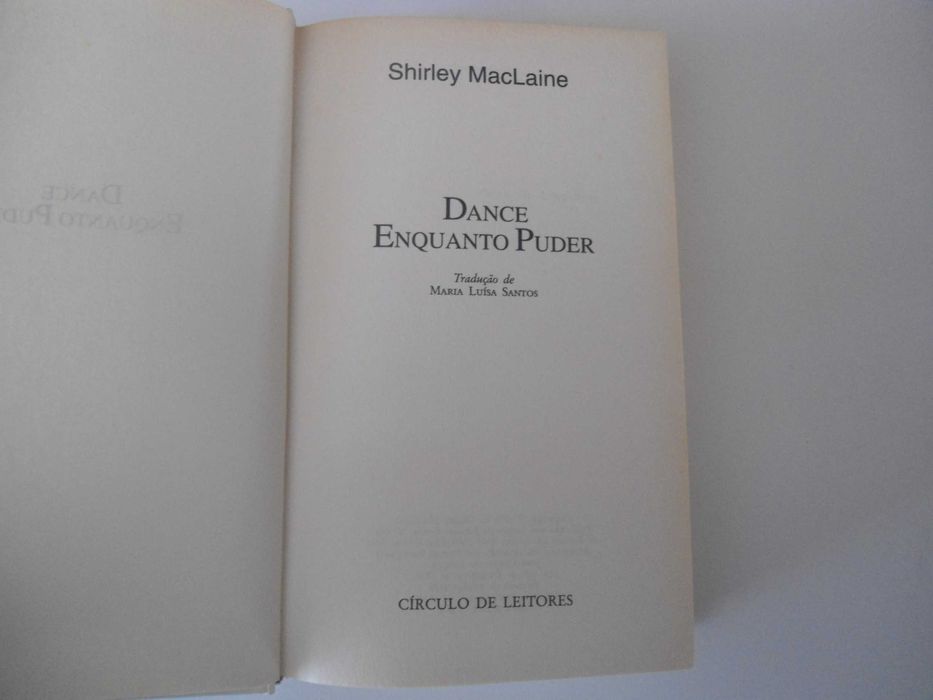 Shirley MacLaine
DANCE
ENQUANTO PUDER
Tradução de
MARIA LUÍSA SANTOS
CÍRCULO DE LEITORES